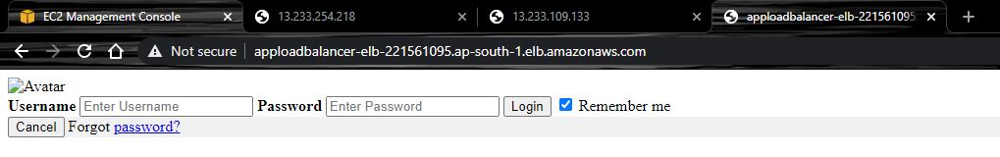 EC2 Management Console
13.233.254.218
13.233.109.133
apploadbalancer-elb-221561095
Not secure
apploadbalancer-elb-221561095.ap-south-1.elb.amazonaws.com
Avatar
Username Enter Username Password Enter Password Login Remember me
Cancel Forgot password?